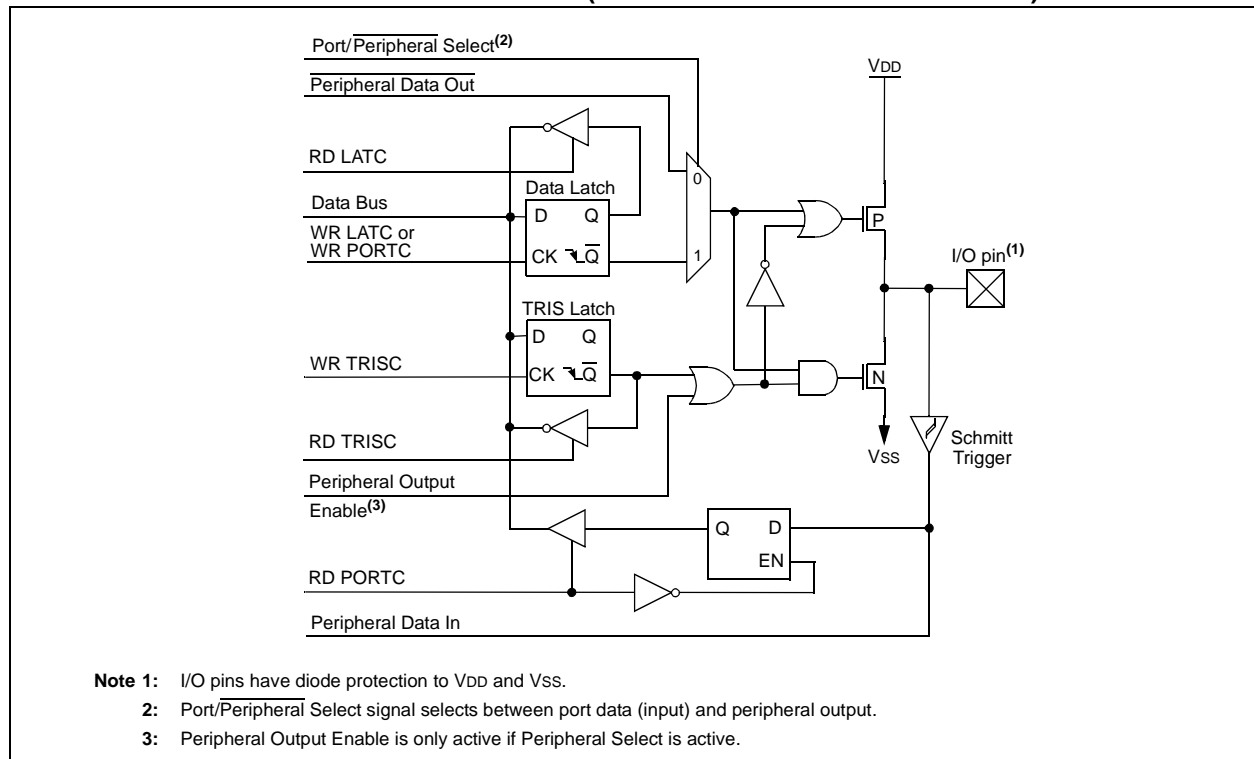 Port/Peripheral Select(2)
Peripheral Data Out
VDD
RD LATC
0
Data Latch
Data Bus
D Q
P
WR LATC or
WR PORTC
CK Q
1
I/O pin(1)
TRIS Latch
D Q
WR TRISC
CK Q
N
RD TRISC
VSS
Schmitt
Trigger
Peripheral Output
Enable(3)
Q D
EN
RD PORTC
Peripheral Data In
Note 1: I/O pins have diode protection to VDD and VSS.
2: Port/Peripheral Select signal selects between port data (input) and peripheral output.
3: Peripheral Output Enable is only active if Peripheral Select is active.